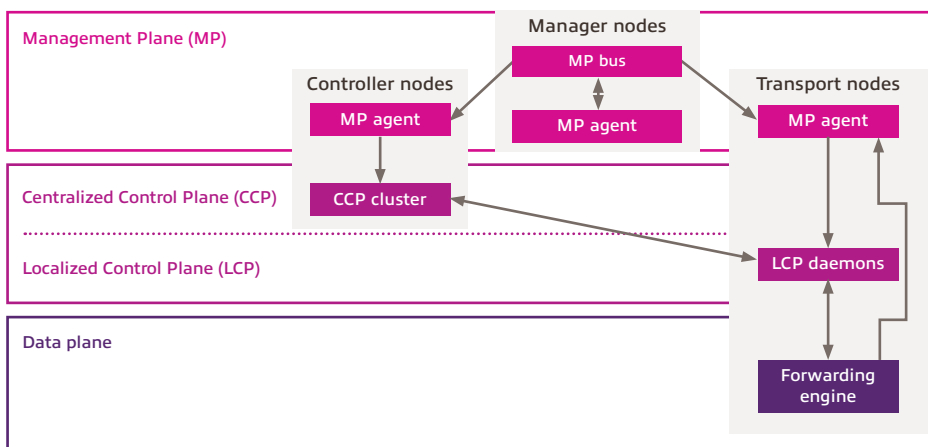 Management Plane (MP)
Manager nodes
MP bus
MP agent
Controller nodes
MP agent
Transport nodes
MP agent
Centralized Control Plane (CCP)
CCP cluster
Localized Control Plane (LCP)
LCP daemons
Data plane
Forwarding
engine